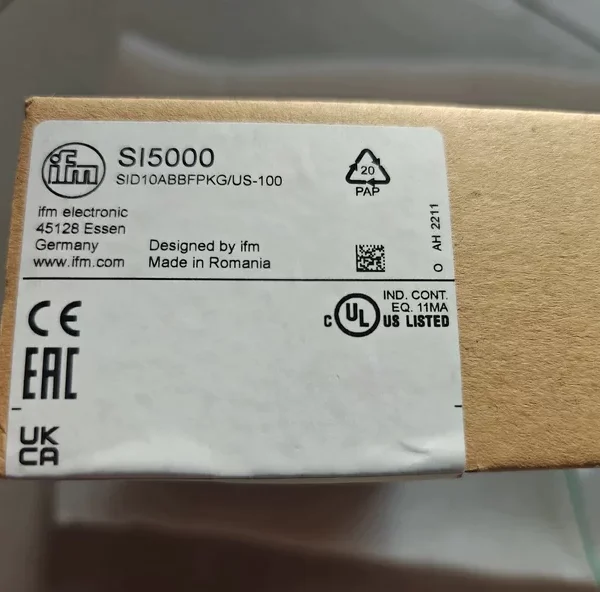 ifm
SI5000
SID10ABBFPKG/US-100
20
PAP
ifm electronic
45128 Essen
Germany
www.ifm.com
Designed by ifm
Made in Romania
O AH 2211
CE
EAC
UK
CA
C UL US LISTED
IND. CONT.
EQ. 11MA